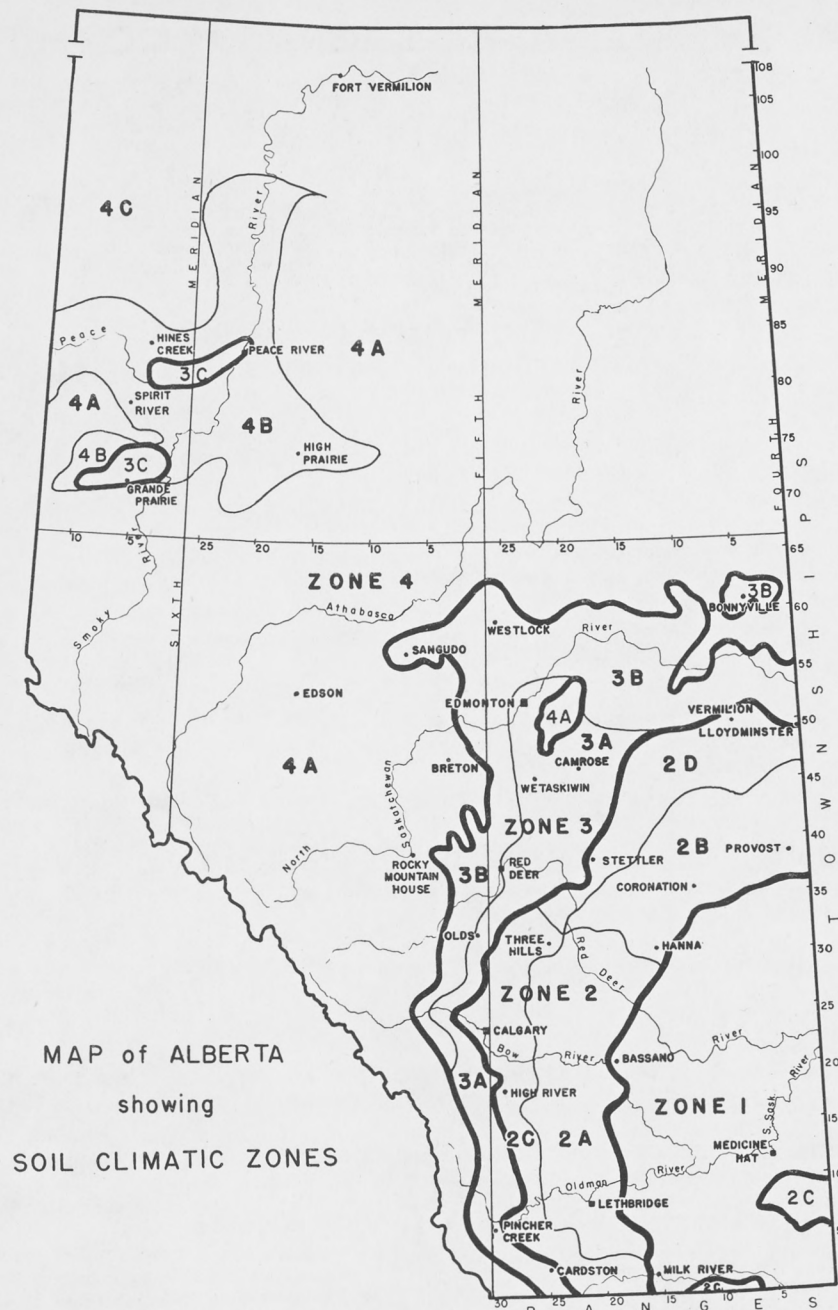 108
105
FORT VERMILION
100
4C
MERIDIAN
River
MERIDIAN
MERIDIAN
95
90
85
Peace
HINES
CREEK
PEACE RIVER
4A
3C
80
4A
SPIRIT
RIVER
River
4B
FIFTH
FOURTH
75
HIGH
PRAIRIE
4B
3C
GRANDE
PRAIRIE
70
River
65
10
5
25
20
15
10
5
25
20
15
10
5
ZONE 4
SIXTH
Athabasca
3B
60
BONNYVILLE
Smoky
WESTLOCK
River
SANGUDO
55
3B
EDSON
EDMONTON
4A
VERMILION
50
LLOYDMINSTER
3A
4A
BRETON
CAMROSE
2D
45
WETASKIWIN
Saskatchewan
ZONE 3
40
North
2B
PROVOST
ROCKY
MOUNTAIN
HOUSE
3B
RED
DEER
STETTLER
CORONATION
35
OLDS
THREE
HILLS
Red Deer
HANNA
30
ZONE 2
25
CALGARY
River
Bow
River
BASSANO
River
20
MAP of ALBERTA
showing
SOIL CLIMATIC ZONES
3A
HIGH RIVER
ZONE 1
S. Sask
15
2C
2A
MEDICINE
HAT
River
10
Oldman
LETHBRIDGE
2C
PINCHER
CREEK
5
CARDSTON
MILK RIVER
2C
30
25
20
15
10
5
TOWNSHIPS
RANGES